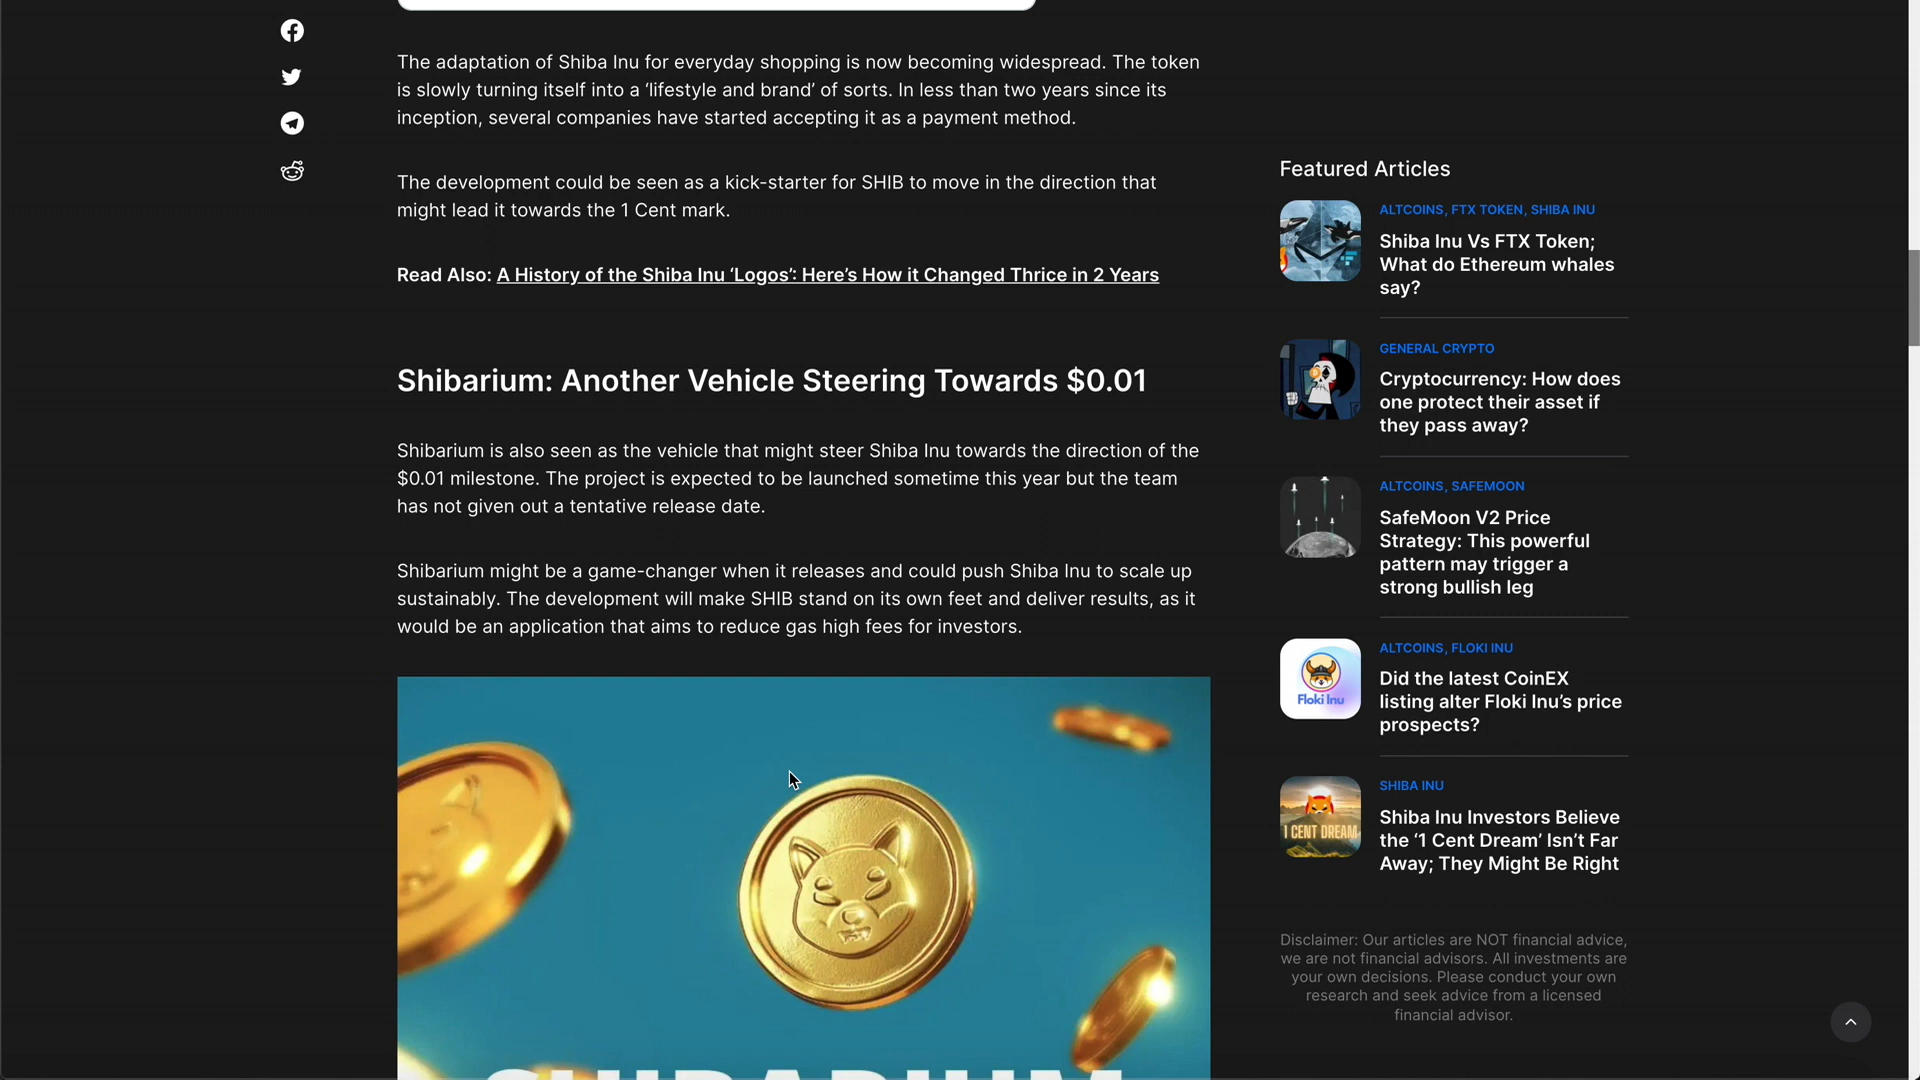 The adaptation of Shiba Inu for everyday shopping is now becoming widespread. The token
is slowly turning itself into a ‘lifestyle and brand’ of sorts. In less than two years since its
inception, several companies have started accepting it as a payment method.
The development could be seen as a kick-starter for SHIB to move in the direction that
might lead it towards the 1 Cent mark.
Read Also: A History of the Shiba Inu ‘Logos’: Here’s How it Changed Thrice in 2 Years
Shibarium: Another Vehicle Steering Towards $0.01
Shibarium is also seen as the vehicle that might steer Shiba Inu towards the direction of the
$0.01 milestone. The project is expected to be launched sometime this year but the team
has not given out a tentative release date.
Shibarium might be a game-changer when it releases and could push Shiba Inu to scale up
sustainably. The development will make SHIB stand on its own feet and deliver results, as it
would be an application that aims to reduce gas high fees for investors.
SHIBARIUM
Featured Articles
ALTCOINS, FTX TOKEN, SHIBA INU
Shiba Inu Vs FTX Token;
What do Ethereum whales
say?
GENERAL CRYPTO
Cryptocurrency: How does
one protect their asset if
they pass away?
ALTCOINS, SAFEMOON
SafeMoon V2 Price
Strategy: This powerful
pattern may trigger a
strong bullish leg
Floki Inu
ALTCOINS, FLOKI INU
Did the latest CoinEX
listing alter Floki Inu’s price
prospects?
1 CENT DREAM
SHIBA INU
Shiba Inu Investors Believe
the ‘1 Cent Dream’ Isn’t Far
Away; They Might Be Right
Disclaimer: Our articles are NOT financial advice,
we are not financial advisors. All investments are
your own decisions. Please conduct your own
research and seek advice from a licensed
financial advisor.